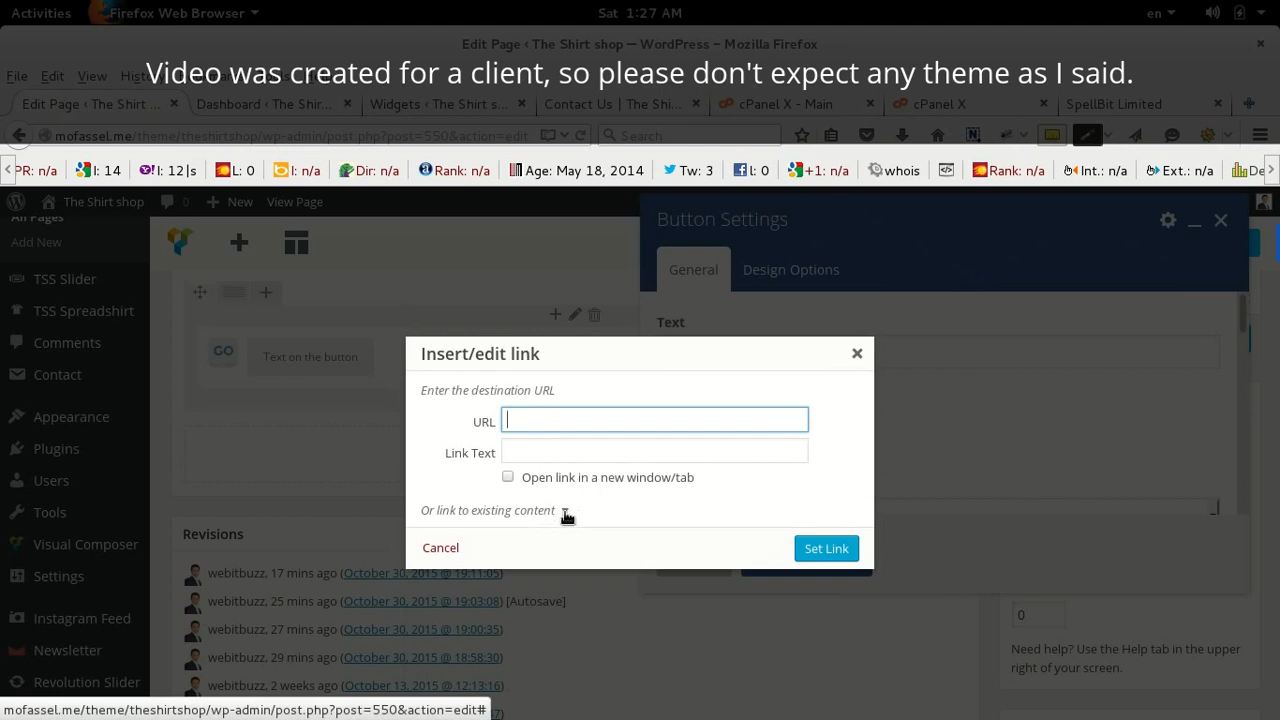 Activities
Firefox Web Browser
Sat 1:27 AM
en
Edit Page ‹ The Shirt shop — WordPress - Mozilla Firefox
Video was created for a client, so please don't expect any theme as I said.
File Edit View
Edit Page ‹ The Shirt ...
Dashboard ‹ The Shir...
Widgets ‹ The Shirt s...
Contact Us | The Shirt ...
cPanel X - Main
cPanel X
SpellBit Limited
mofassel.me/theme/theshirtshop/wp-admin/post.php?post=550&action=edit
Search
PR: n/a
I: 14
I: 12|s
L: 0
I: n/a
Dir: n/a
Rank: n/a
Age: May 18, 2014
Tw: 3
l: 0
+1: n/a
whois
Rank: n/a
Int.: n/a
Ext.: n/a
De
The Shirt shop
0
New
View Page
All Pages
Add New
TSS Slider
TSS Spreadshirt
Comments
Contact
Appearance
Plugins
Users
Tools
Visual Composer
Settings
Instagram Feed
Newsletter
Revolution Slider
Button Settings
General
Design Options
Text
GO
Text on the button
Insert/edit link
Enter the destination URL
URL
Link Text
Open link in a new window/tab
Or link to existing content
Cancel
Set Link
Revisions
webitbuzz, 17 mins ago (October 30, 2015 @ 19:11:05)
webitbuzz, 25 mins ago (October 30, 2015 @ 19:03:08) [Autosave]
webitbuzz, 27 mins ago (October 30, 2015 @ 19:00:35)
webitbuzz, 29 mins ago (October 30, 2015 @ 18:58:30)
webitbuzz, 2 weeks ago (October 13, 2015 @ 12:13:16)
0
Need help? Use the Help tab in the upper
right of your screen.
mofassel.me/theme/theshirtshop/wp-admin/post.php?post=550&action=edit#